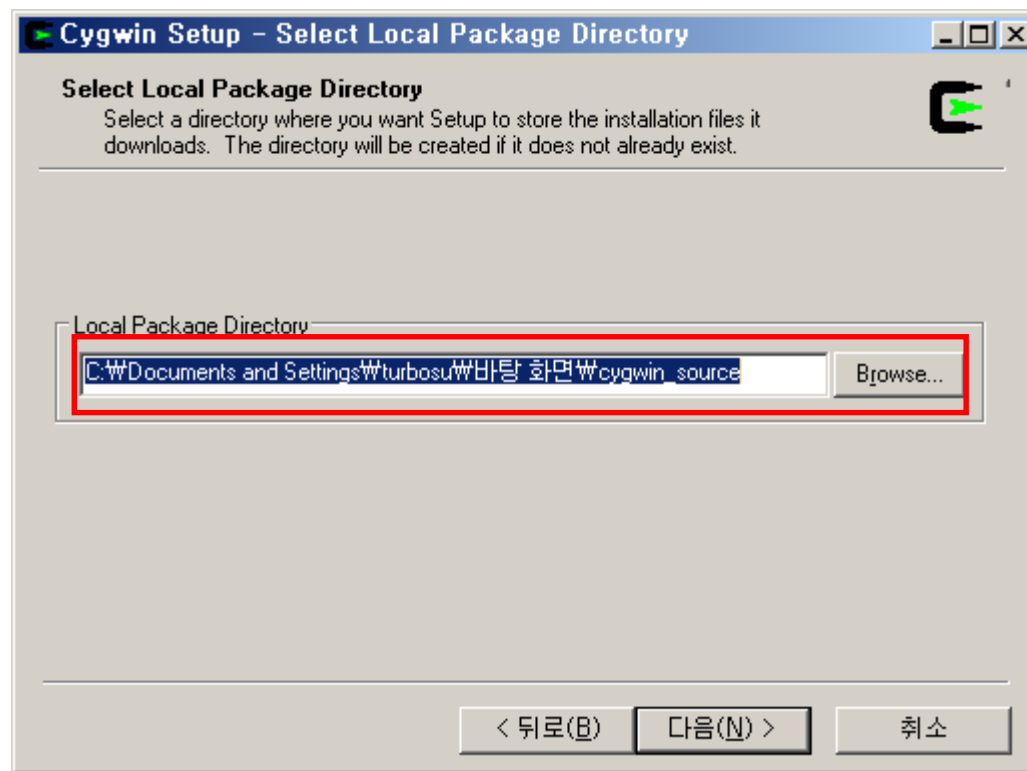 Cygwin Setup - Select Local Package Directory
Select Local Package Directory
Select a directory where you want Setup to store the installation files it
downloads.  The directory will be created if it does not already exist.
Local Package Directory
C:₩Documents and Settings₩turbosu₩바탕 화면₩cygwin_source
Browse...
< 뒤로(B)
다음(N) >
취소